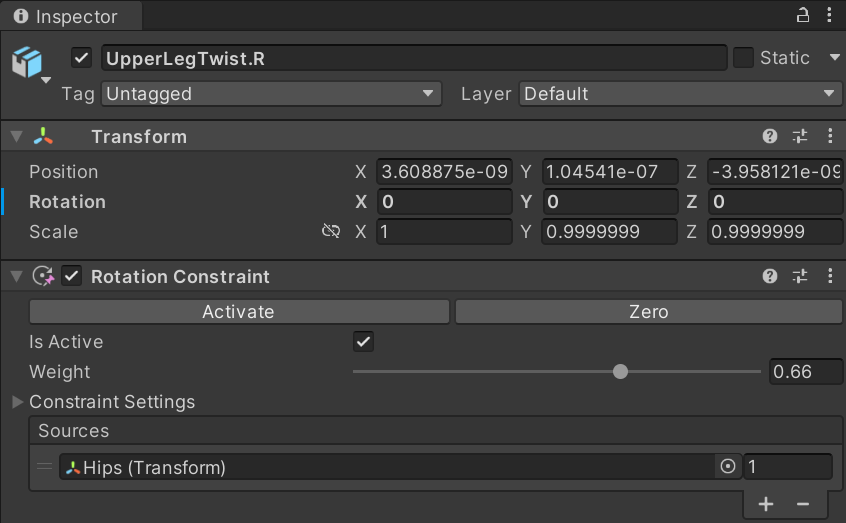 Inspector
UpperLegTwist.R
Static
Tag Untagged Layer Default
Transform
Position X 3.608875e-09 Y 1.04541e-07 Z -3.958121e-09
Rotation X 0 Y 0 Z 0
Scale X 1 Y 0.9999999 Z 0.9999999
Rotation Constraint
Activate Zero
Is Active
Weight 0.66
Constraint Settings
Sources
Hips (Transform) 1